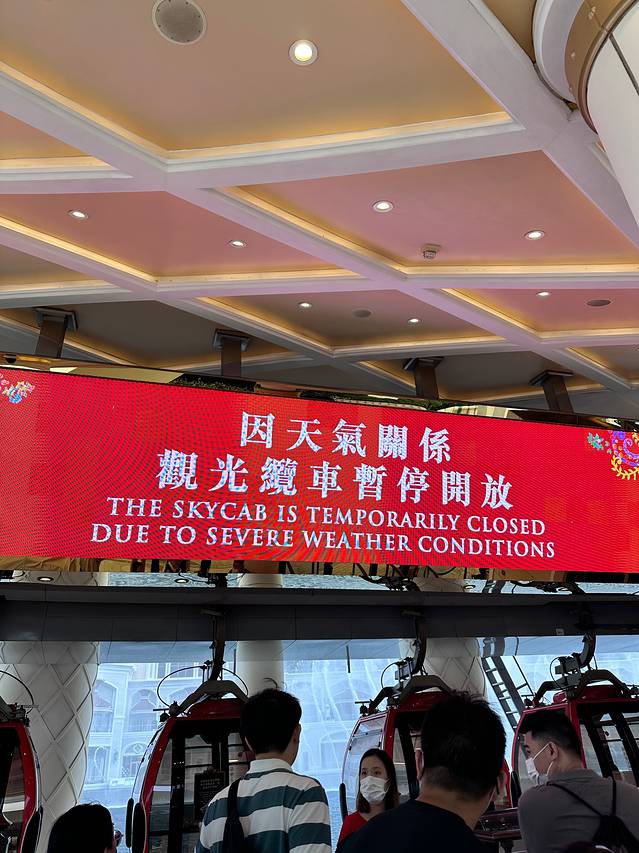 因天氣關係
觀光纜車暫停開放
THE SKYCAB IS TEMPORARILY CLOSED
DUE TO SEVERE WEATHER CONDITIONS